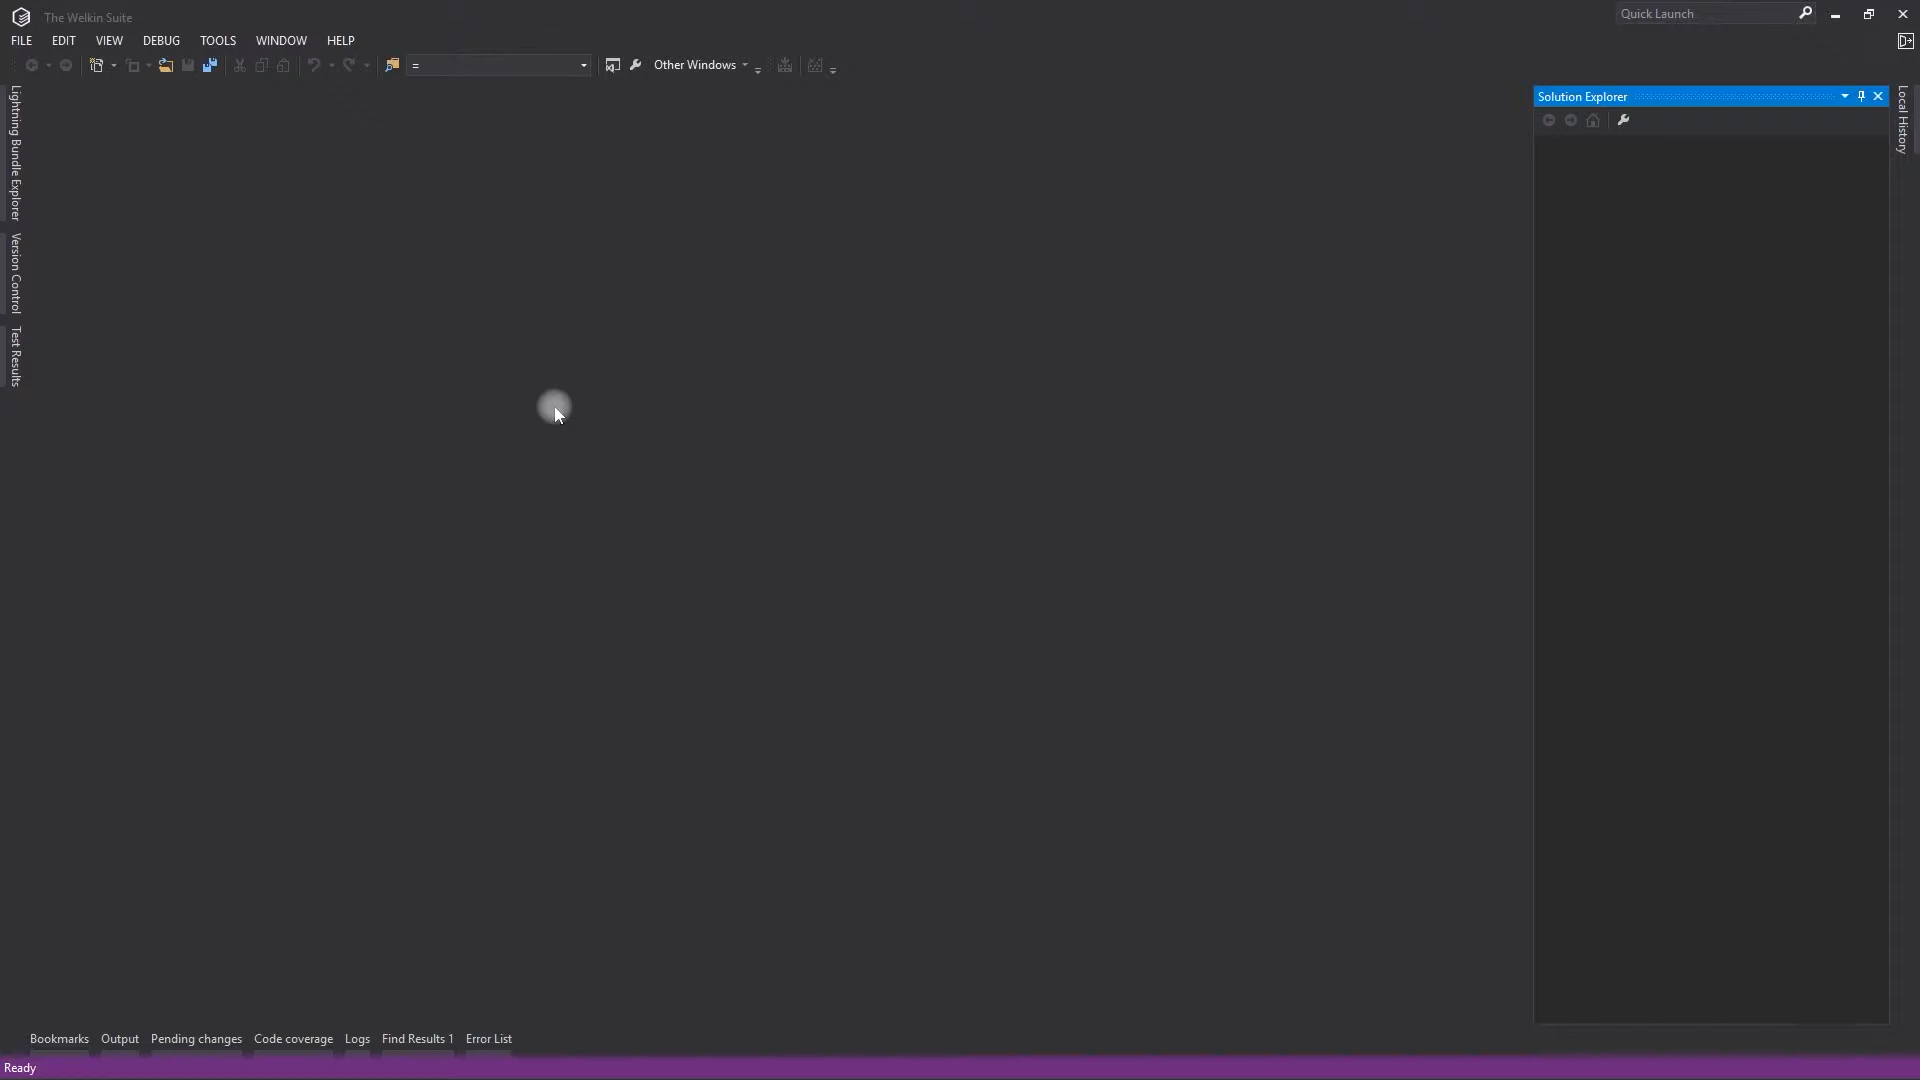 The Welkin Suite
Quick Launch
FILE EDIT VIEW DEBUG TOOLS WINDOW HELP
=
Other Windows
Solution Explorer
Lightning Bundle Explorer
Version Control
Test Results
Local History
Bookmarks Output Pending changes Code coverage Logs Find Results 1 Error List
Ready